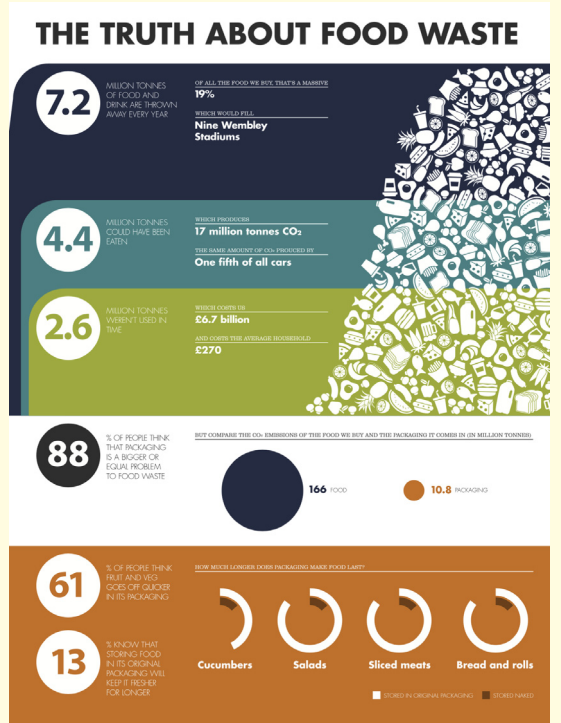 THE TRUTH ABOUT FOOD WASTE
7.2
MILLION TONNES
OF FOOD AND
DRINK ARE THROWN
AWAY EVERY YEAR
OF ALL THE FOOD WE BUY, THAT'S A MASSIVE
19%
WHICH WOULD FILL
Nine Wembley
Stadiums
4.4
MILLION TONNES
COULD HAVE BEEN
EATEN
WHICH PRODUCES
17 million tonnes CO₂
THE SAME AMOUNT OF CO₂ PROUCED BY
One fifth of all cars
2.6
MILLION TONNES
WEREN'T USED IN
TIME
WHICH COSTS US
£6.7 billion
AND COSTS THE AVERAGE HOUSEHOLD
£270
88
% OF PEOPLE THINK
THAT PACKAGING
IS A BIGGER OR
EQUAL PROBLEM
TO FOOD WASTE
BUT COMPARE THE CO₂ EMISSIONS OF THE FOOD WE BUY AND THE PACKAGING IT COMES IN (IN MILLION TONNES)
166 FOOD
10.8 PACKAGING
61
% OF PEOPLE THINK
FRUIT AND VEG
GOES OFF QUICKER
IN ITS PACKAGING
HOW MUCH LONGER DOES PACKAGING MAKE FOOD LAST?
13
% KNOW THAT
STORING FOOD
IN ITS ORIGINAL
PACKAGING WILL
KEEP IT FRESHER
FOR LONGER
Cucumbers
Salads
Sliced meats
Bread and rolls
STORED IN ORIGINAL PACKAGING
STORED NAKED